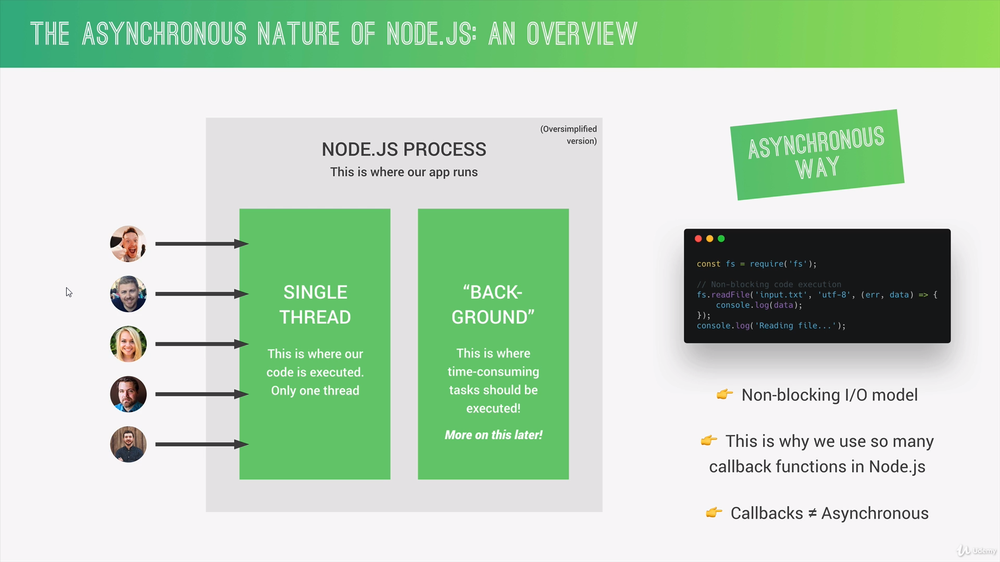 THE ASYNCHRONOUS NATURE OF NODE.JS: AN OVERVIEW
(Oversimplified
version)
NODE.JS PROCESS
This is where our app runs
SINGLE
THREAD
This is where our
code is executed.
Only one thread
“BACK-
GROUND”
This is where
time-consuming
tasks should be
executed!
More on this later!
ASYNCHRONOUS
WAY
const fs = require('fs');
// Non-blocking code execution
fs.readFile('input.txt', 'utf-8', (err, data) => {
    console.log(data);
});
console.log('Reading file...');
👉 Non-blocking I/O model
👉 This is why we use so many
callback functions in Node.js
👉 Callbacks ≠ Asynchronous
Udemy